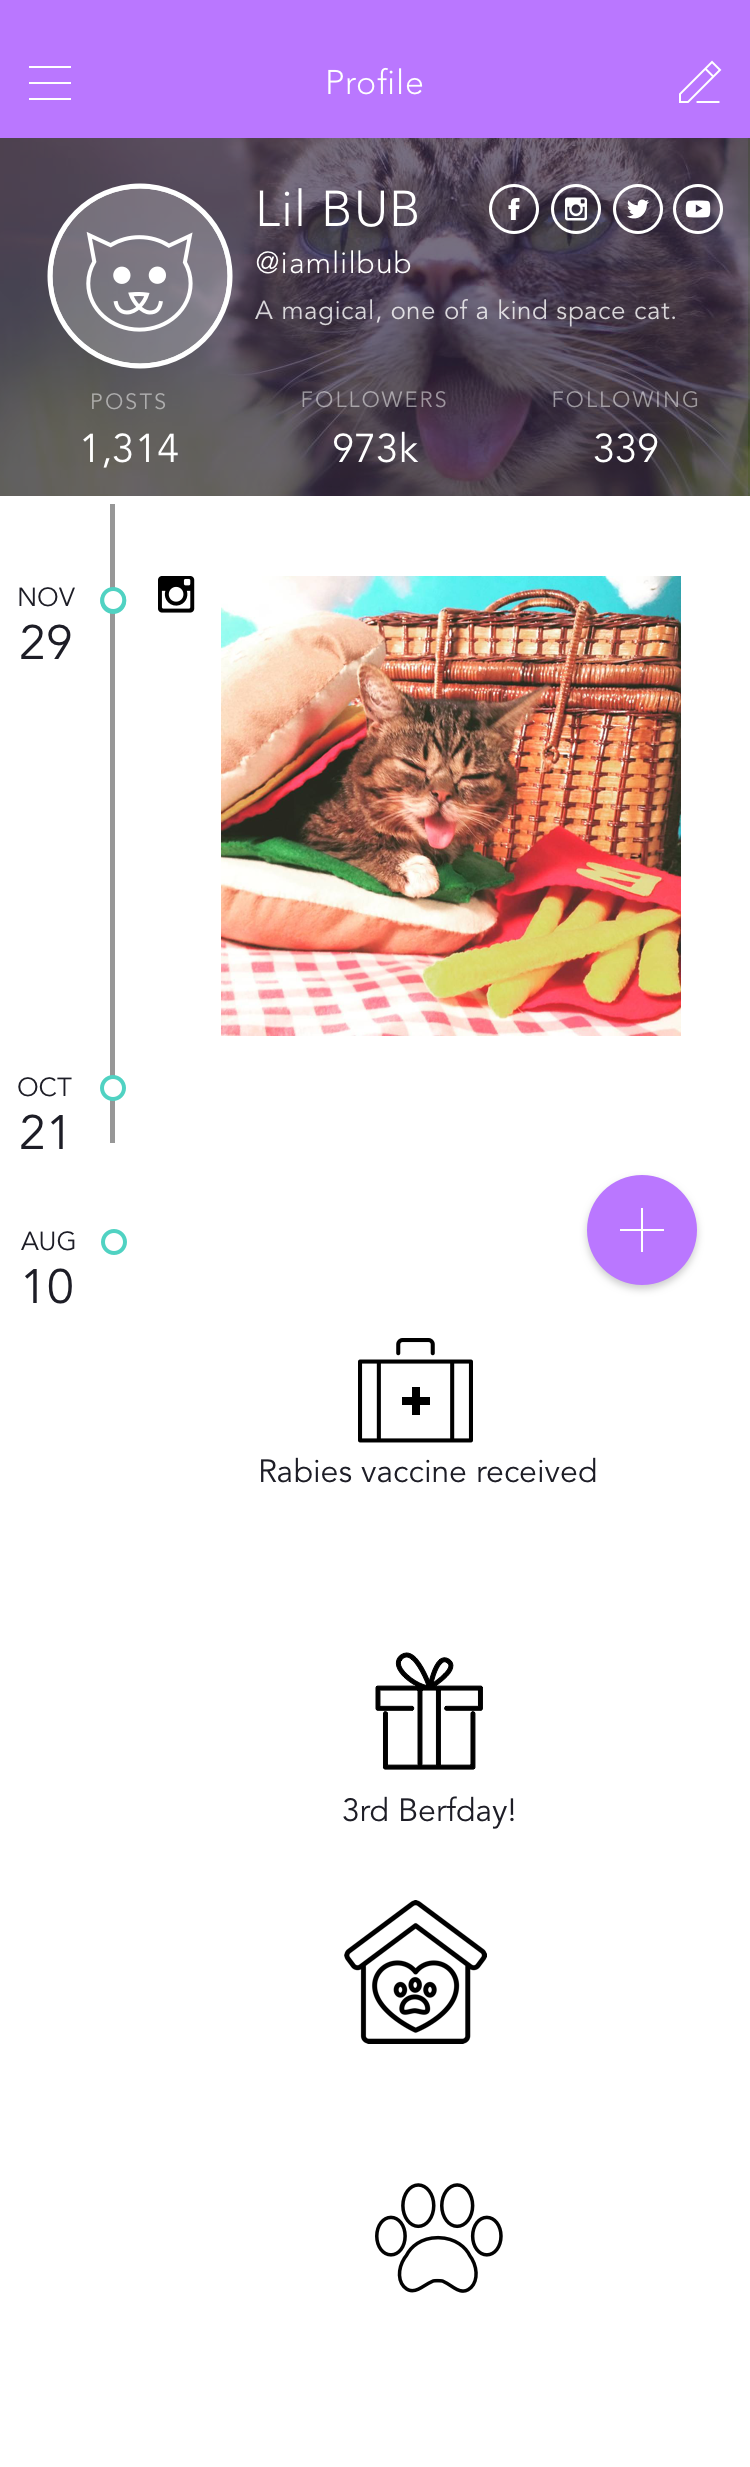 Profile
Lil BUB
@iamlilbub
A magical, one of a kind space cat.
POSTS FOLLOWERS FOLLOWING
1,314 973k 339
NOV
29
OCT
21
AUG
10
Rabies vaccine received
3rd Berfday!